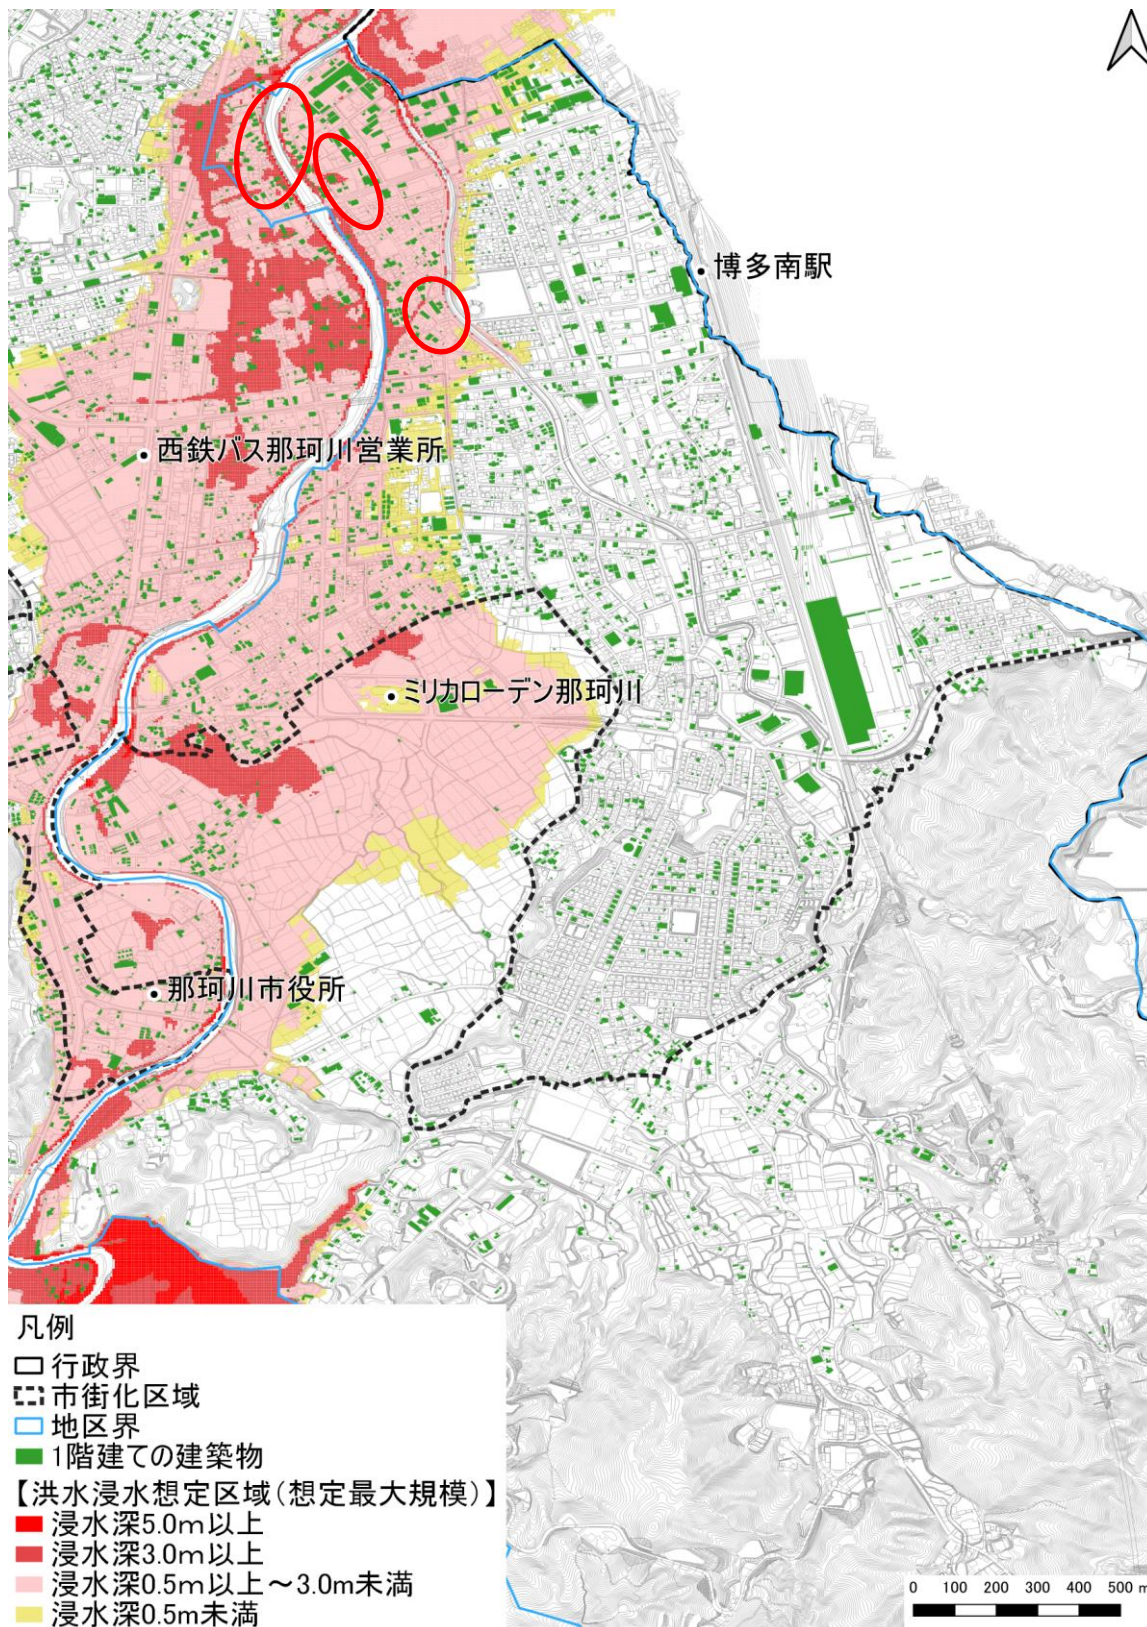 博多南駅
西鉄バス那珂川営業所
ミリカローデン那珂川
那珂川市役所
凡例
行政界
市街化区域
地区界
1階建ての建築物
【洪水浸水想定区域(想定最大規模)】
浸水深5.0m以上
浸水深3.0m以上
浸水深0.5m以上～3.0m未満
浸水深0.5m未満
0 100 200 300 400 500 m